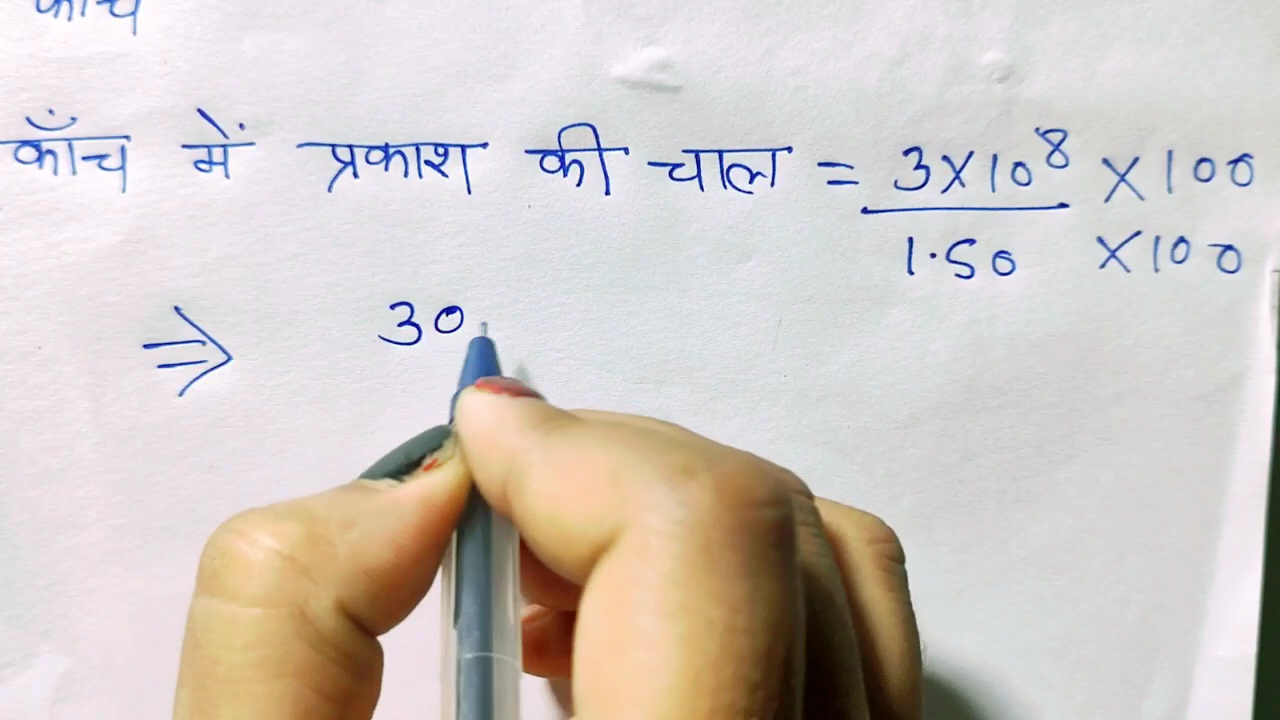 काँच
काँच में प्रकाश की चाल = 3×10⁸ × 100
1.50 × 100
⇒ 30